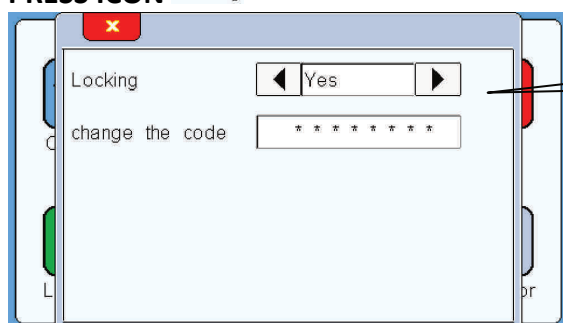 PRESS ICON
x
Locking Yes
change the code ********